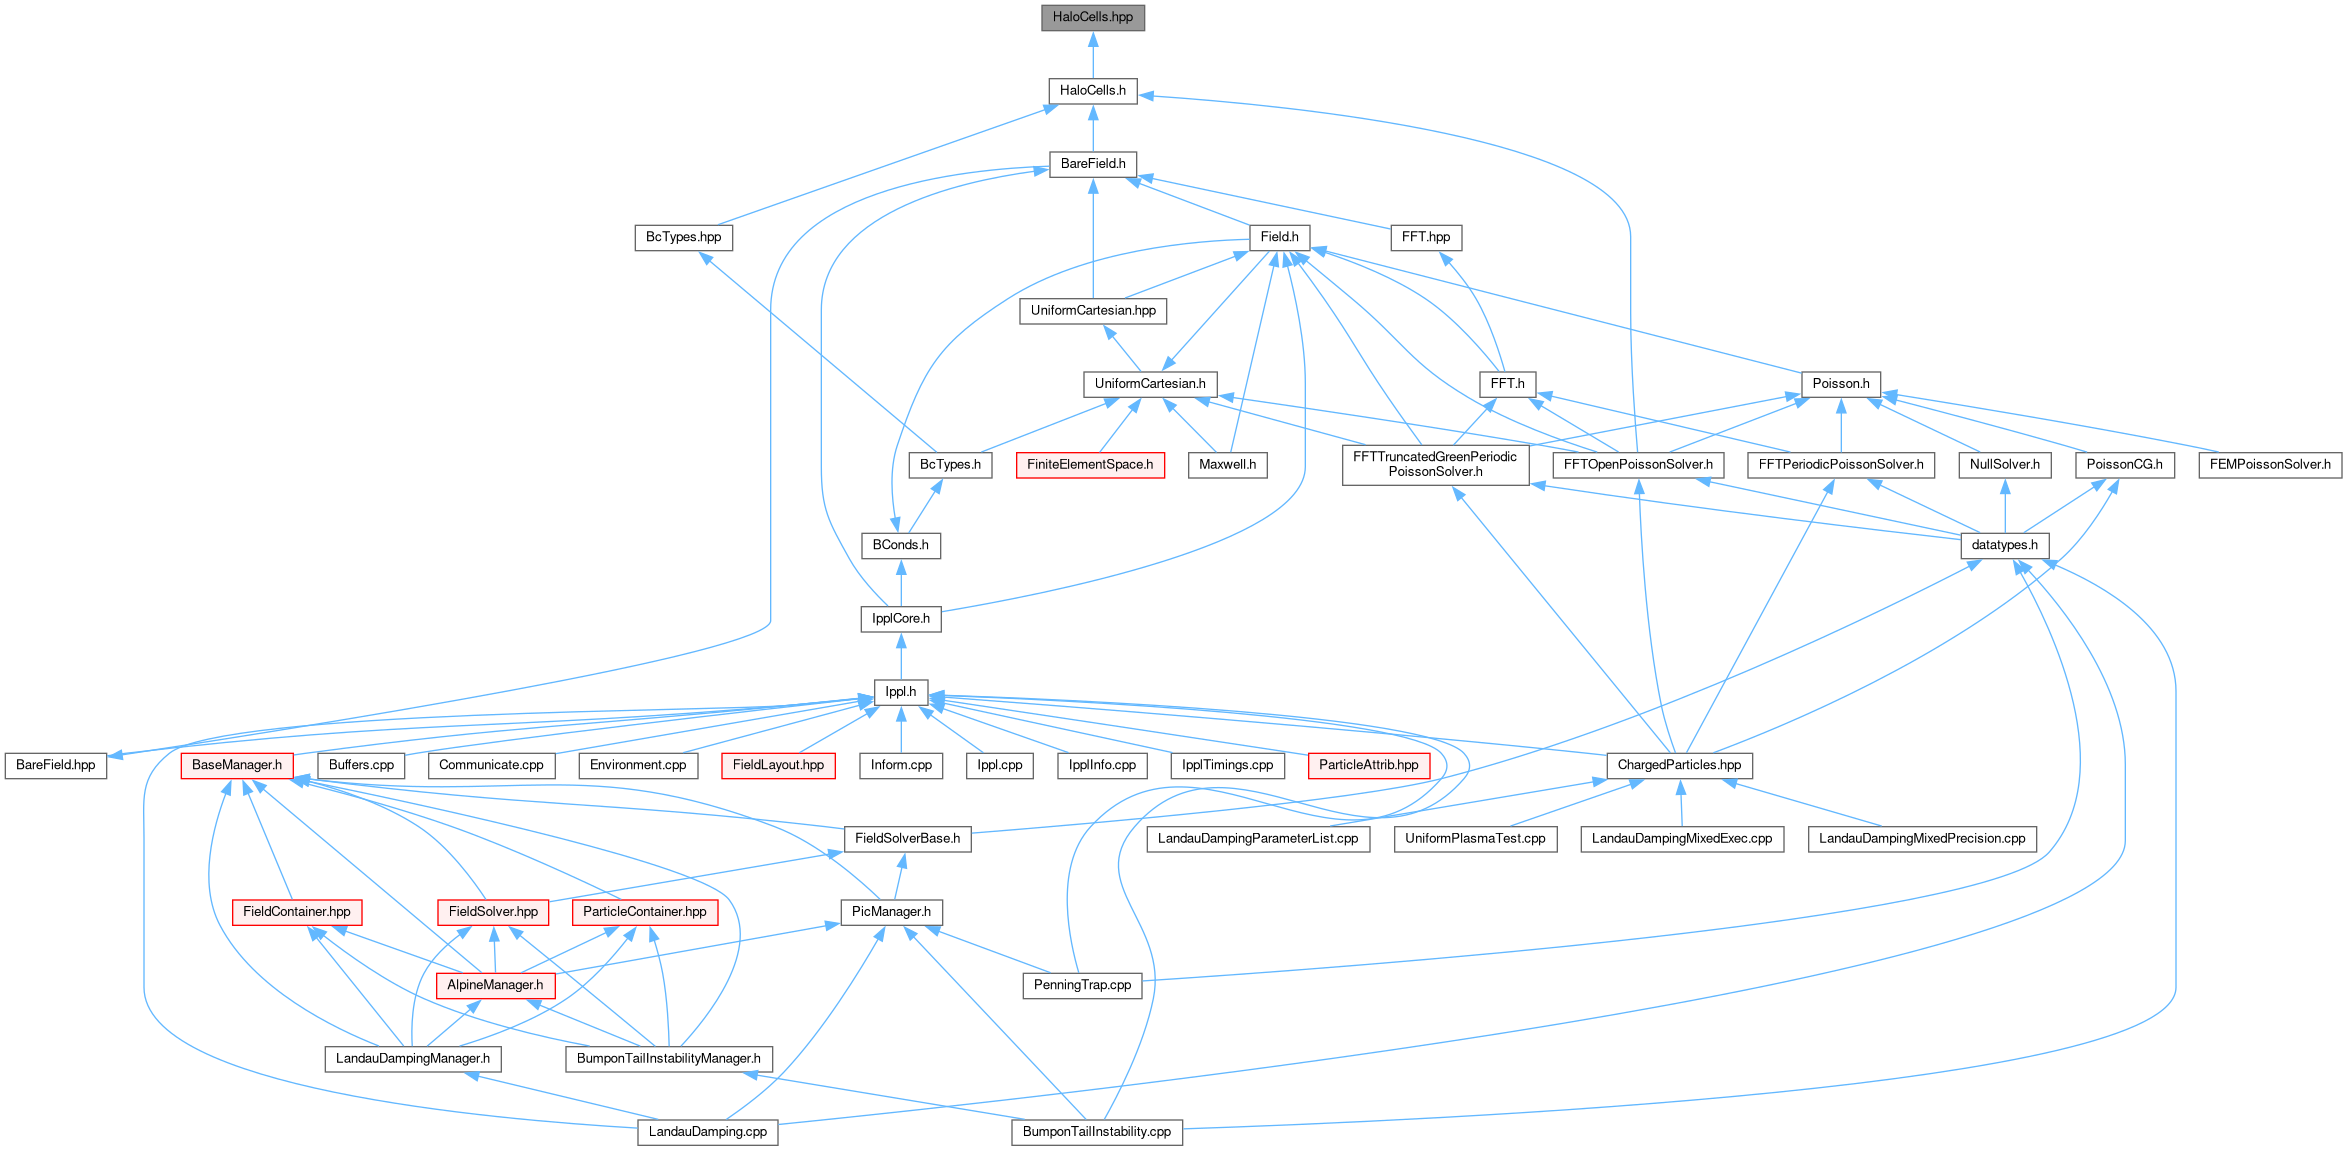 HaloCells.hpp
HaloCells.h
BareField.h
BcTypes.hpp
Field.h
FFT.hpp
UniformCartesian.hpp
UniformCartesian.h
FFT.h
Poisson.h
BcTypes.h
FiniteElementSpace.h
Maxwell.h
FFTTruncatedGreenPeriodic
PoissonSolver.h
FFTOpenPoissonSolver.h
FFTPeriodicPoissonSolver.h
NullSolver.h
PoissonCG.h
FEMPoissonSolver.h
BConds.h
datatypes.h
IpplCore.h
Ippl.h
BareField.hpp
BaseManager.h
Buffers.cpp
Communicate.cpp
Environment.cpp
FieldLayout.hpp
Inform.cpp
Ippl.cpp
IpplInfo.cpp
IpplTimings.cpp
ParticleAttrib.hpp
ChargedParticles.hpp
FieldSolverBase.h
LandauDampingParameterList.cpp
UniformPlasmaTest.cpp
LandauDampingMixedExec.cpp
LandauDampingMixedPrecision.cpp
FieldContainer.hpp
FieldSolver.hpp
ParticleContainer.hpp
PicManager.h
AlpineManager.h
PenningTrap.cpp
LandauDampingManager.h
BumponTailInstabilityManager.h
LandauDamping.cpp
BumponTailInstability.cpp